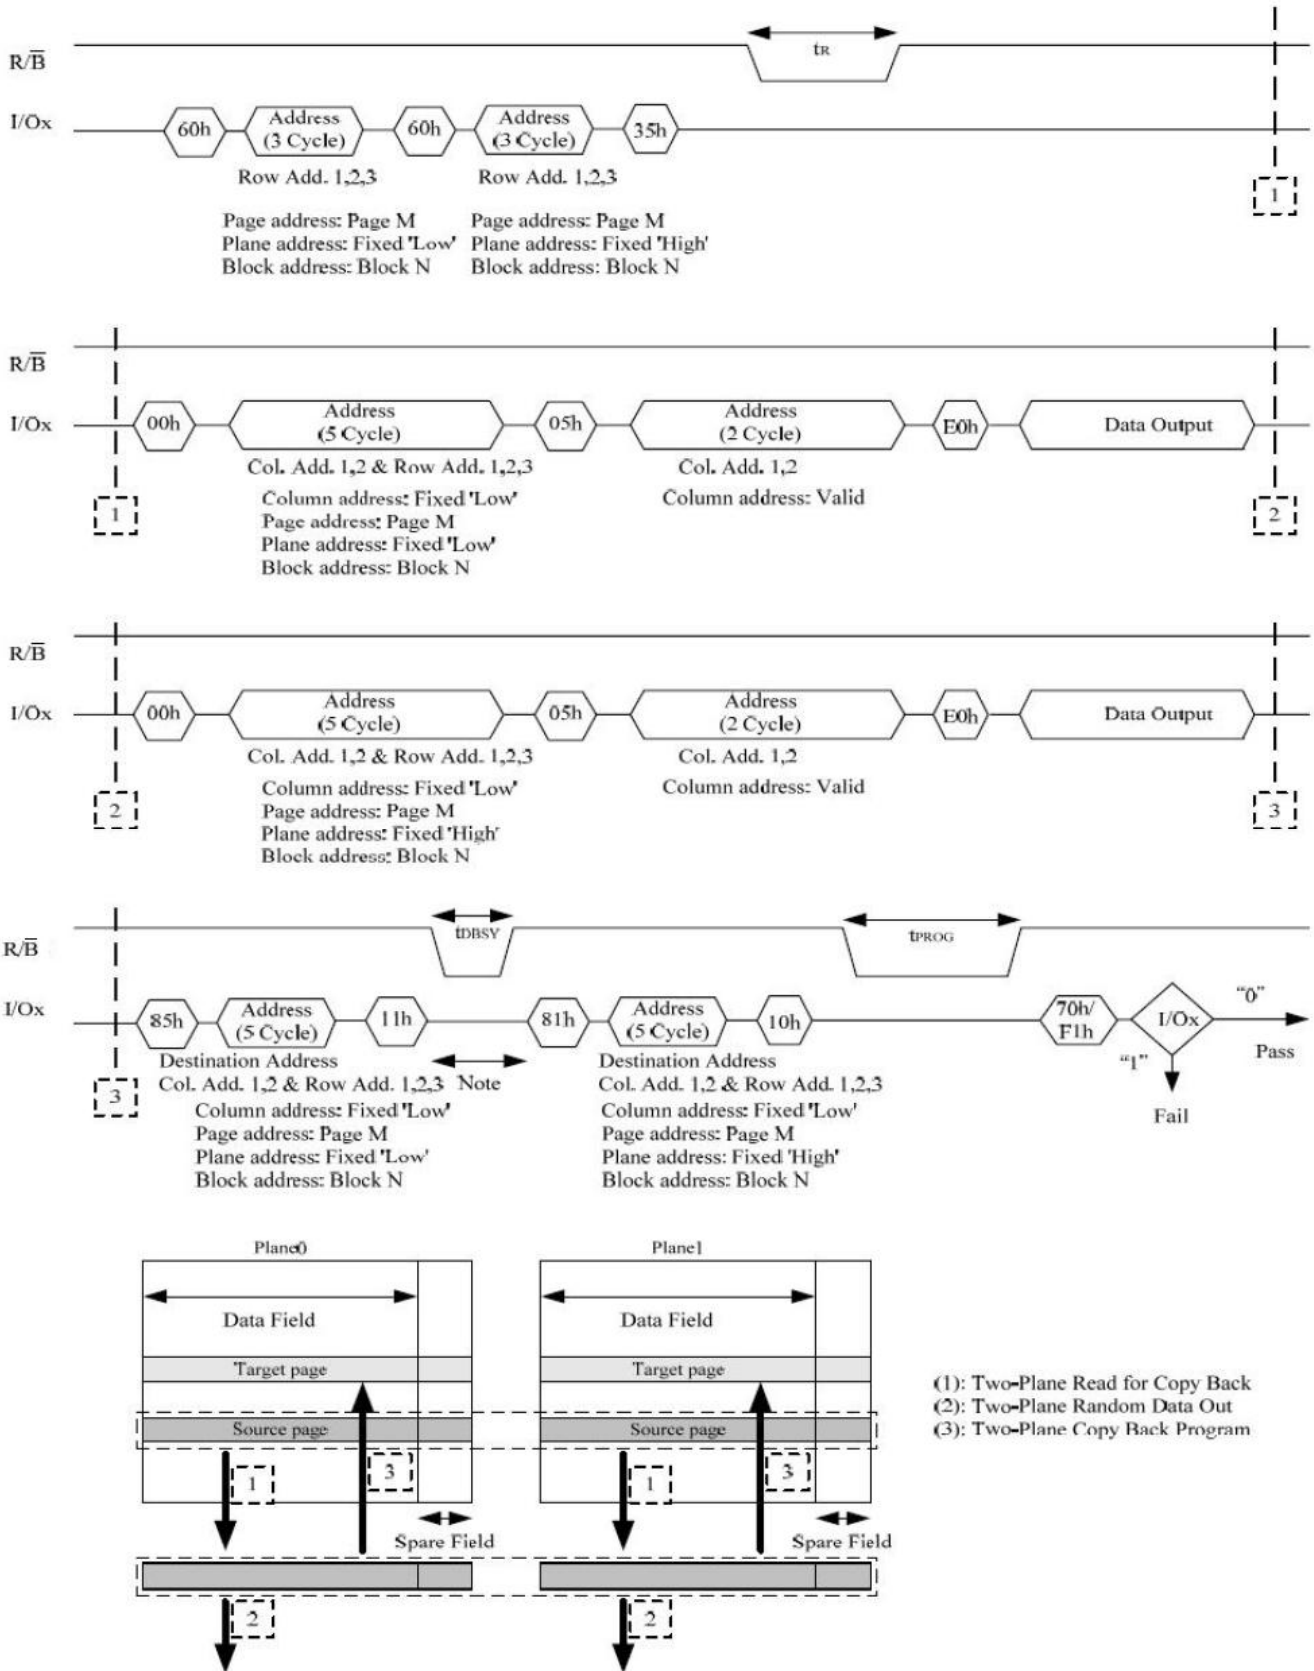 R/B
tR
I/Ox
60h
Address
(3 Cycle)
60h
Address
(3 Cycle)
35h
Row Add. 1,2,3
Row Add. 1,2,3
1
Page address: Page M
Plane address: Fixed 'Low'
Block address: Block N
Page address: Page M
Plane address: Fixed 'High'
Block address: Block N
R/B
I/Ox
00h
Address
(5 Cycle)
05h
Address
(2 Cycle)
E0h
Data Output
Col. Add. 1,2 & Row Add. 1,2,3
Col. Add. 1,2
Column address: Fixed 'Low'
Page address: Page M
Plane address: Fixed 'Low'
Block address: Block N
Column address: Valid
1
2
R/B
I/Ox
00h
Address
(5 Cycle)
05h
Address
(2 Cycle)
E0h
Data Output
Col. Add. 1,2 & Row Add. 1,2,3
Col. Add. 1,2
Column address: Fixed 'Low'
Page address: Page M
Plane address: Fixed 'High'
Block address: Block N
Column address: Valid
2
3
R/B
tDBSY
tPROG
I/Ox
85h
Address
(5 Cycle)
11h
81h
Address
(5 Cycle)
10h
70h/
F1h
I/Ox
"0"
Pass
"1"
Fail
Destination Address
Col. Add. 1,2 & Row Add. 1,2,3
Note
Column address: Fixed 'Low'
Page address: Page M
Plane address: Fixed 'Low'
Block address: Block N
Destination Address
Col. Add. 1,2 & Row Add. 1,2,3
Column address: Fixed 'Low'
Page address: Page M
Plane address: Fixed 'High'
Block address: Block N
3
Plane0
Plane1
Data Field
Data Field
Target page
Target page
Source page
Source page
1
3
1
3
Spare Field
Spare Field
2
2
(1): Two-Plane Read for Copy Back
(2): Two-Plane Random Data Out
(3): Two-Plane Copy Back Program